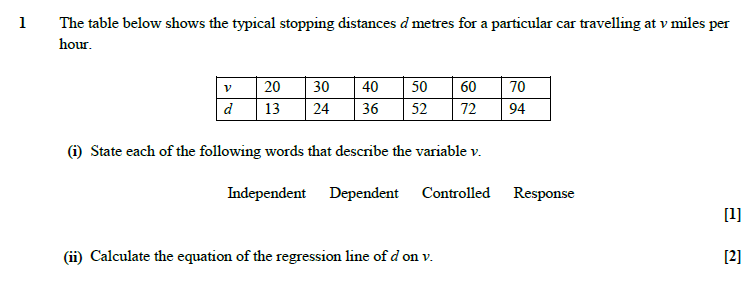 1 The table below shows the typical stopping distances d metres for a particular car travelling at v miles per
hour.
v 20 30 40 50 60 70
d 13 24 36 52 72 94
(i) State each of the following words that describe the variable v.
Independent Dependent Controlled Response
[1]
(ii) Calculate the equation of the regression line of d on v. [2]